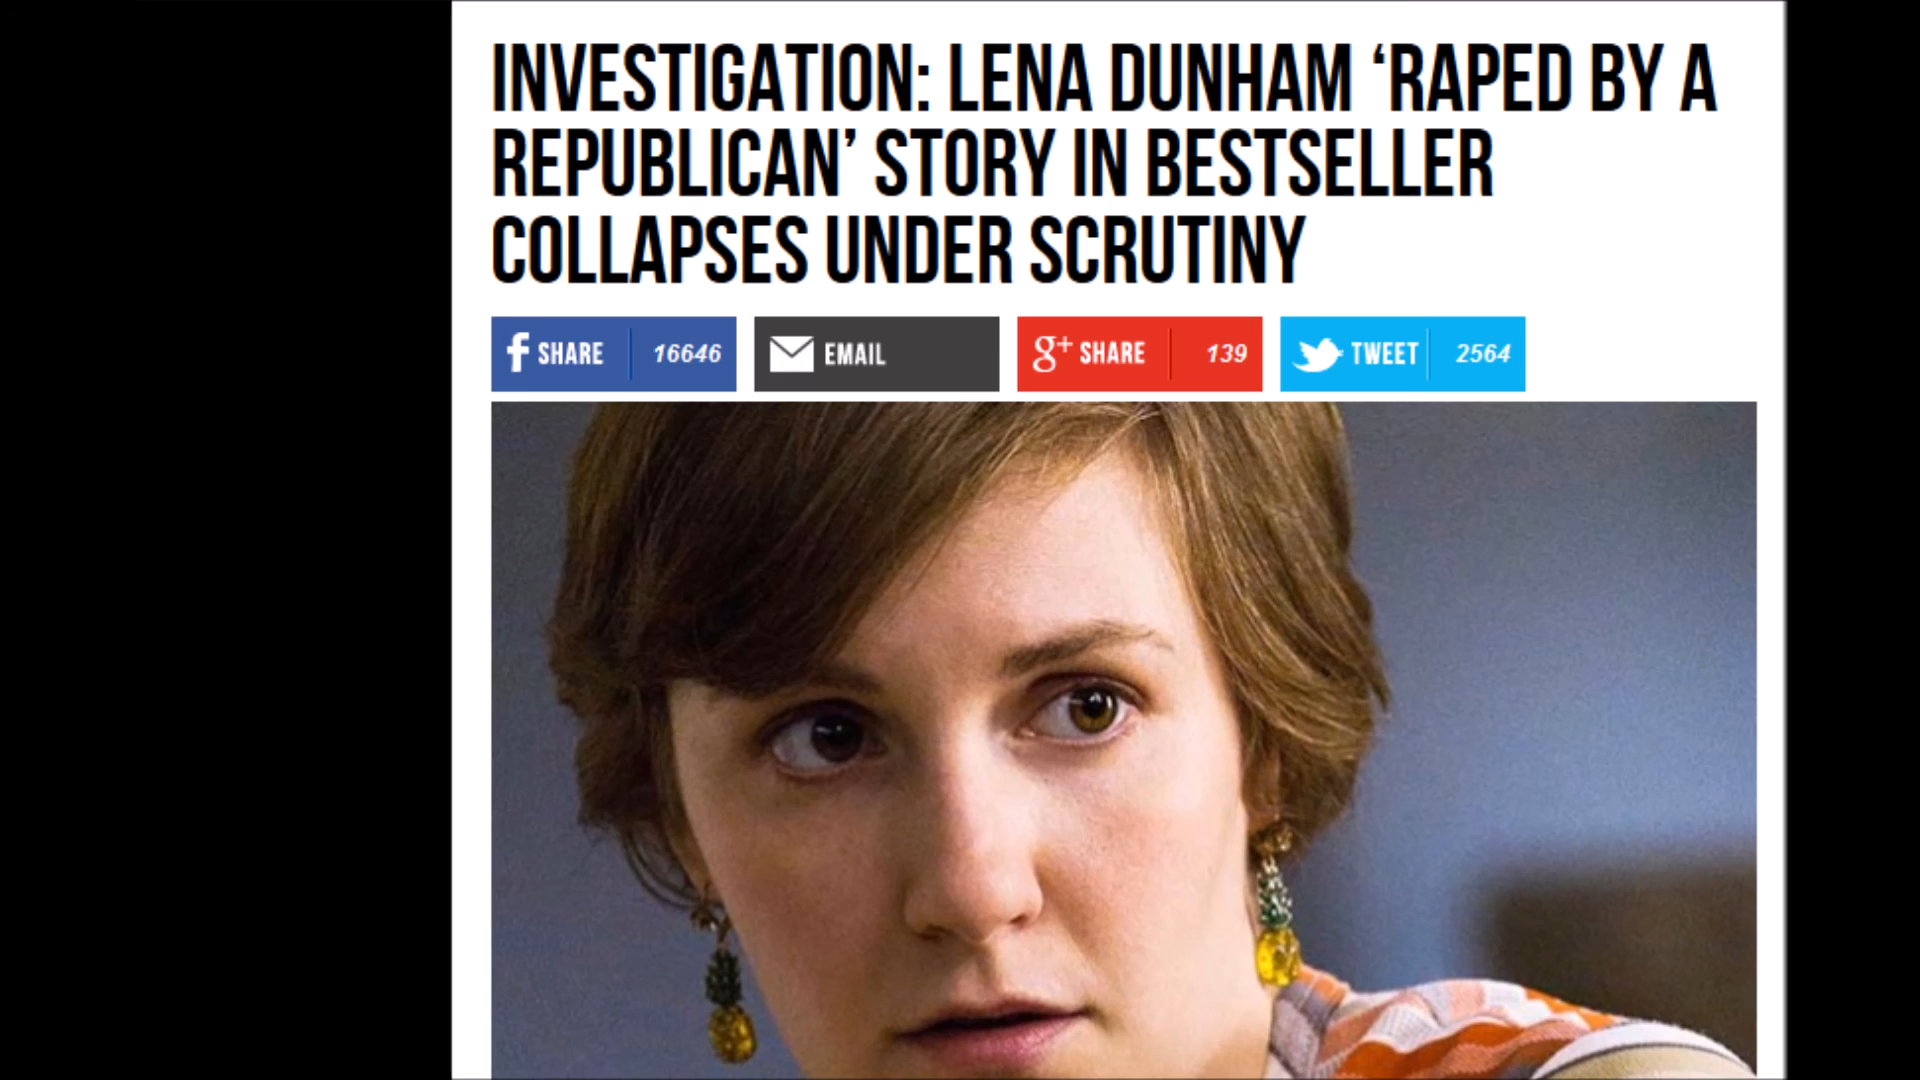 INVESTIGATION: LENA DUNHAM ‘RAPED BY A
REPUBLICAN’ STORY IN BESTSELLER
COLLAPSES UNDER SCRUTINY
f SHARE 16646 EMAIL g+ SHARE 139 TWEET 2564